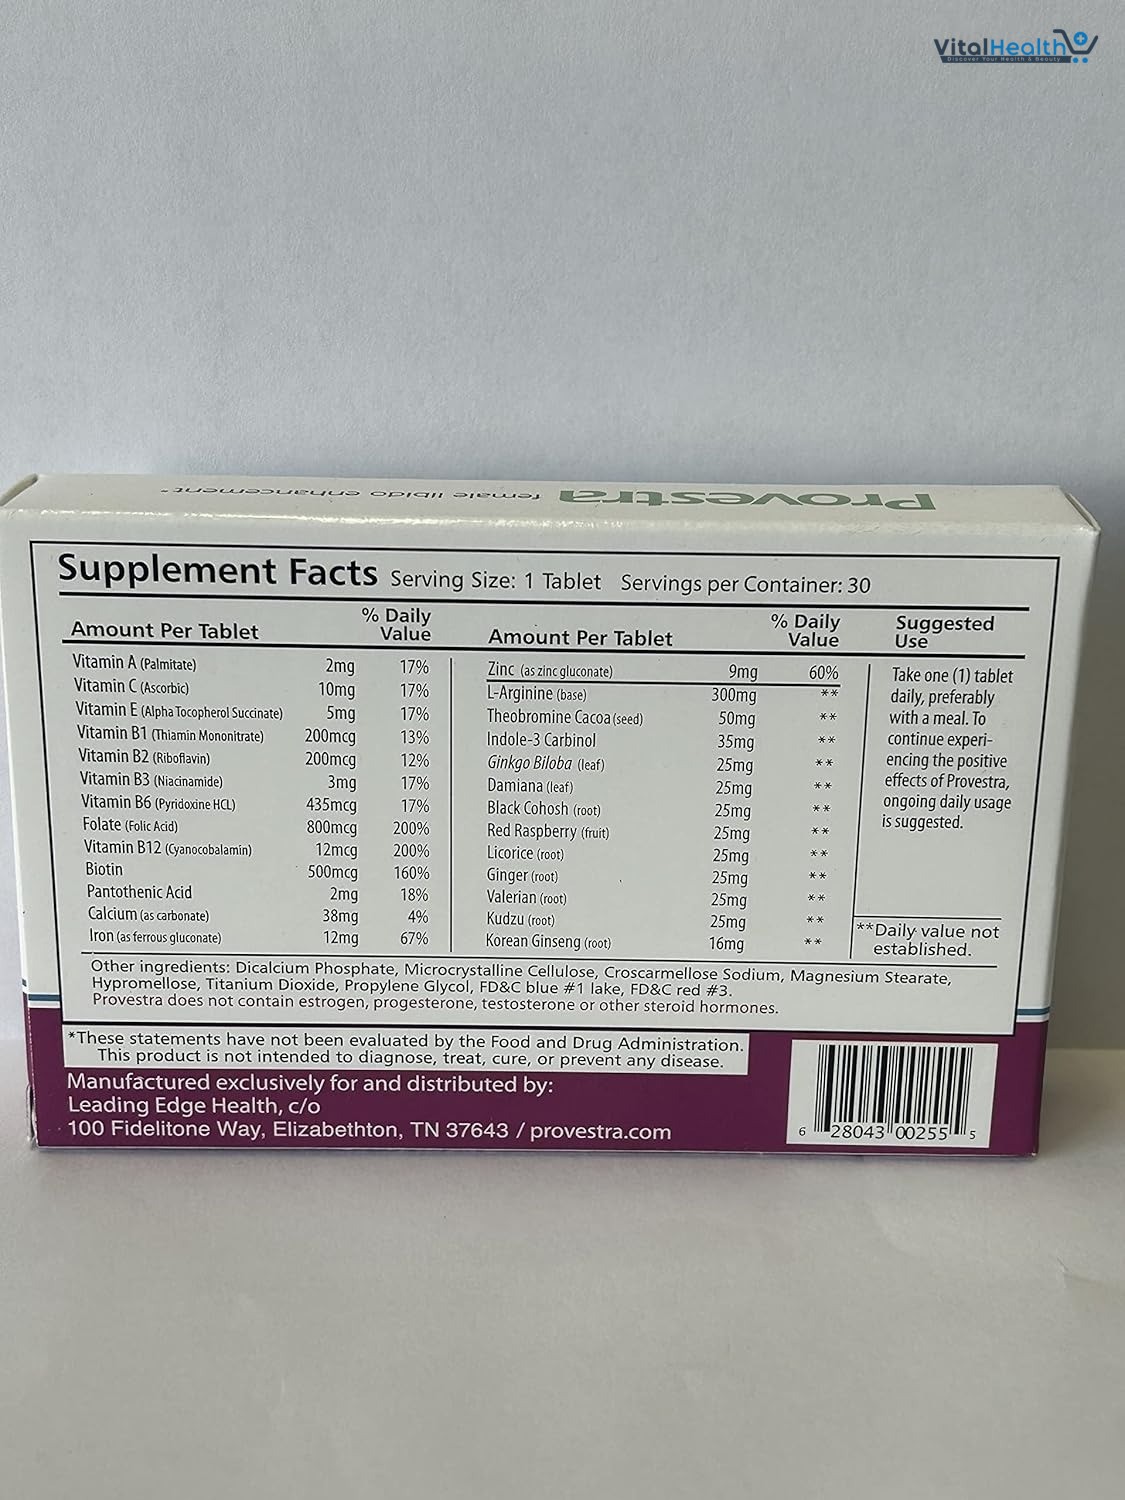 VitalHealth
Discover Your Health & Beauty
Provestra female libido enhancement*
Supplement Facts Serving Size: 1 Tablet Servings per Container: 30
Amount Per Tablet % Daily Value
Vitamin A (Palmitate) 2mg 17%
Vitamin C (Ascorbic) 10mg 17%
Vitamin E (Alpha Tocopherol Succinate) 5mg 17%
Vitamin B1 (Thiamin Mononitrate) 200mcg 13%
Vitamin B2 (Riboflavin) 200mcg 12%
Vitamin B3 (Niacinamide) 3mg 17%
Vitamin B6 (Pyridoxine HCL) 435mcg 17%
Folate (Folic Acid) 800mcg 200%
Vitamin B12 (Cyanocobalamin) 12mcg 200%
Biotin 500mcg 160%
Pantothenic Acid 2mg 18%
Calcium (as carbonate) 38mg 4%
Iron (as ferrous gluconate) 12mg 67%
Amount Per Tablet % Daily Value
Zinc (as zinc gluconate) 9mg 60%
L-Arginine (base) 300mg **
Theobromine Cacoa (seed) 50mg **
Indole-3 Carbinol 35mg **
Ginkgo Biloba (leaf) 25mg **
Damiana (leaf) 25mg **
Black Cohosh (root) 25mg **
Red Raspberry (fruit) 25mg **
Licorice (root) 25mg **
Ginger (root) 25mg **
Valerian (root) 25mg **
Kudzu (root) 25mg **
Korean Ginseng (root) 16mg **
Suggested
Use
Take one (1) tablet
daily, preferably
with a meal. To
continue experi-
encing the positive
effects of Provestra,
ongoing daily usage
is suggested.
**Daily value not
established.
Other ingredients: Dicalcium Phosphate, Microcrystalline Cellulose, Croscarmellose Sodium, Magnesium Stearate,
Hypromellose, Titanium Dioxide, Propylene Glycol, FD&C blue #1 lake, FD&C red #3.
Provestra does not contain estrogen, progesterone, testosterone or other steroid hormones.
*These statements have not been evaluated by the Food and Drug Administration.
This product is not intended to diagnose, treat, cure, or prevent any disease.
Manufactured exclusively for and distributed by:
Leading Edge Health, c/o
100 Fidelitone Way, Elizabethton, TN 37643 / provestra.com
6 28043 00255 5